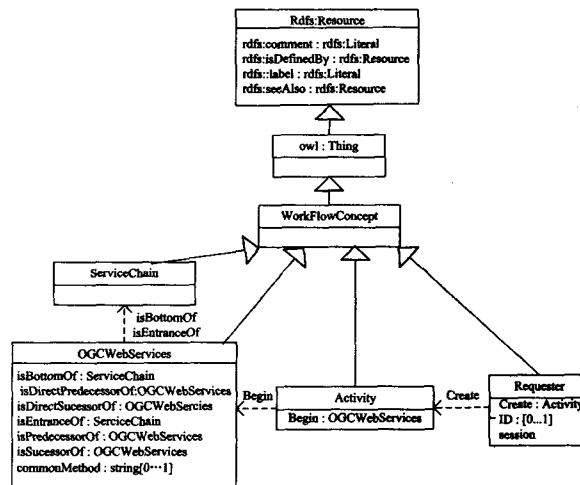 Rdfs:Resource
rdfs:comment : rdfs:Literal
rdfs:isDefinedBy : rdfs:Resource
rdfs::label : rdfs:Literal
rdfs:seeAlso : rdfs:Resource
owl : Thing
WorkFlowConcept
ServiceChain
isBottomOf
isEntranceOf
OGCWebServices
isBottomOf : ServiceChain
isDirectPredecessorOf:OGCWebServices
isDirectSucessorOf : OGCWebSercies
isEntranceOf : SerciceChain
isPredecessorOf : OGCWebServices
isSucessorOf : OGCWebServices
commonMethod : string[0···1]
Begin
Activity
Begin : OGCWebServices
Create
Requester
Create : Activity
ID : [0...1]
session